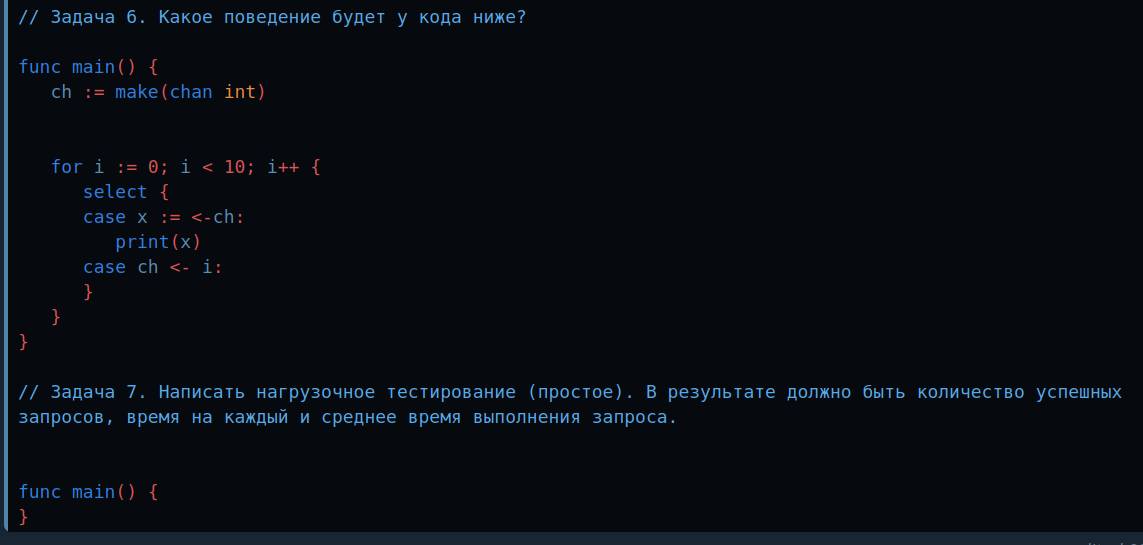 // Задача 6. Какое поведение будет у кода ниже?
func main() {
ch := make(chan int)
for i := 0; i < 10; i++ {
select {
case x := <-ch:
print(x)
case ch <- i:
}
}
}
// Задача 7. Написать нагрузочное тестирование (простое). В результате должно быть количество успешных
запросов, время на каждый и среднее время выполнения запроса.
func main() {
}